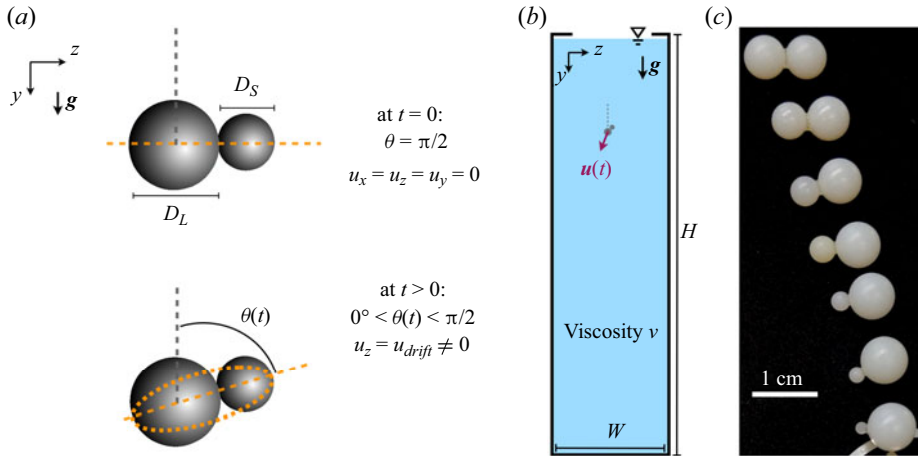 (a)
z
y
g
D_S
D_L
at t = 0:
θ = π/2
u_x = u_z = u_y = 0
θ(t)
at t > 0:
0° < θ(t) < π/2
u_z = u_drift ≠ 0
(b)
z
y
g
u(t)
H
Viscosity ν
W
(c)
1 cm